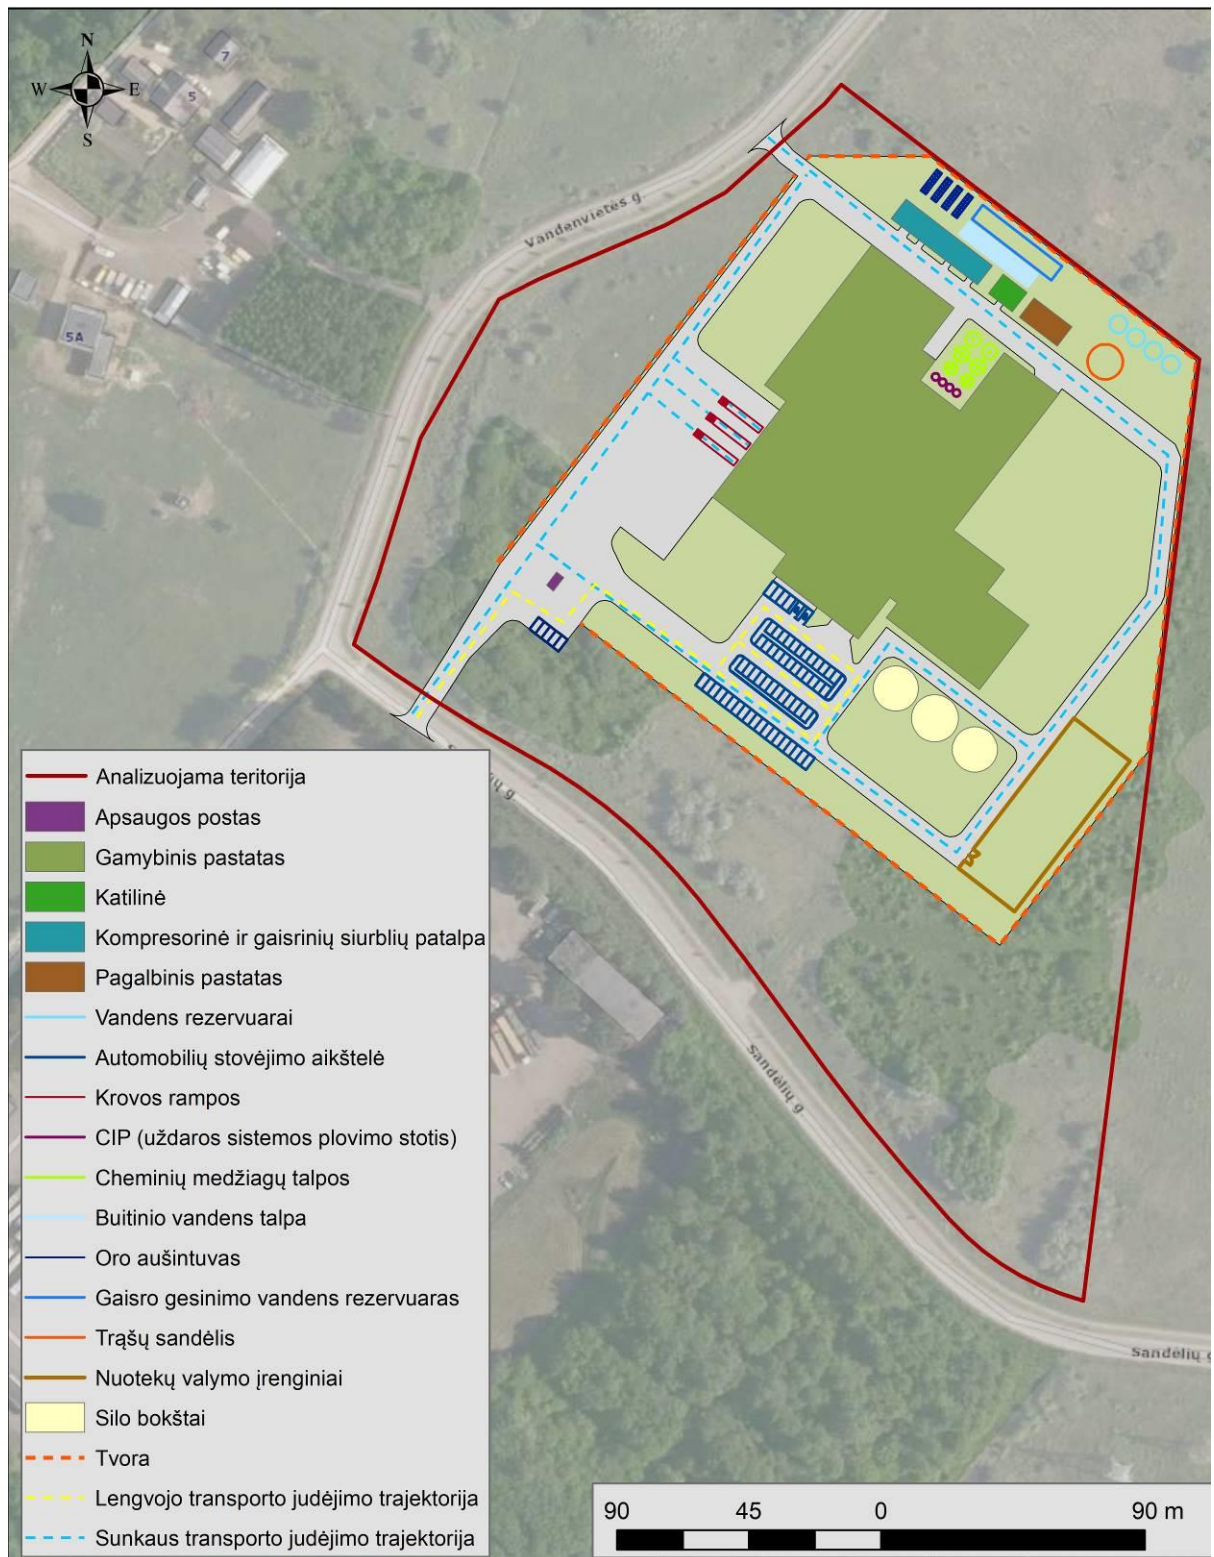 N
W E
S
7
5
5A
Vandenvietės g.
Sandėlių g.
Sandėlių g
Analizuojama teritorija
Apsaugos postas
Gamybinis pastatas
Katilinė
Kompresorinė ir gaisrinių siurblių patalpa
Pagalbinis pastatas
Vandens rezervuarai
Automobilių stovėjimo aikštelė
Krovos rampos
CIP (uždaros sistemos plovimo stotis)
Cheminių medžiagų talpos
Buitinio vandens talpa
Oro aušintuvas
Gaisro gesinimo vandens rezervuaras
Trąšų sandėlis
Nuotekų valymo įrenginiai
Silo bokštai
Tvora
Lengvojo transporto judėjimo trajektorija
Sunkaus transporto judėjimo trajektorija
90 45 0 90 m